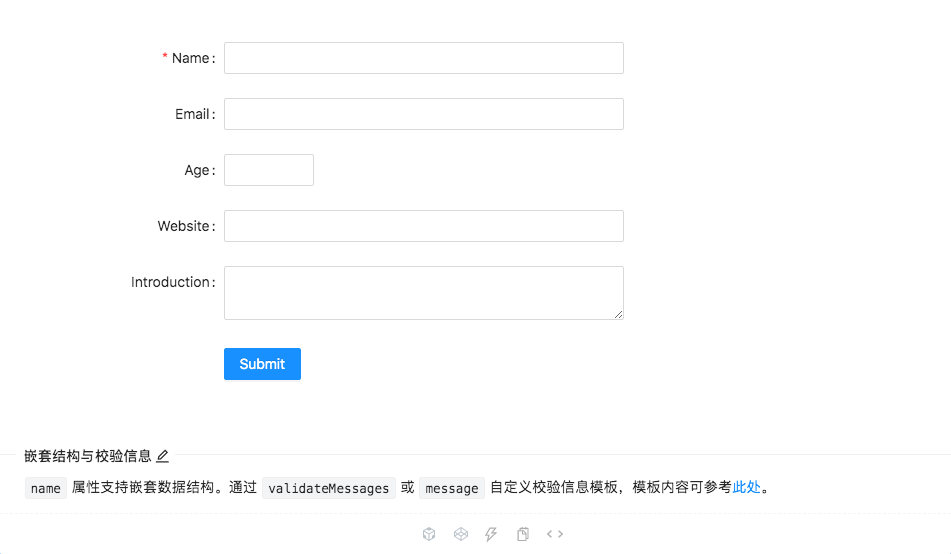 * Name:
Email:
Age:
Website:
Introduction:
Submit
嵌套结构与校验信息
name 属性支持嵌套数据结构。通过 validateMessages 或 message 自定义校验信息模板，模板内容可参考此处。